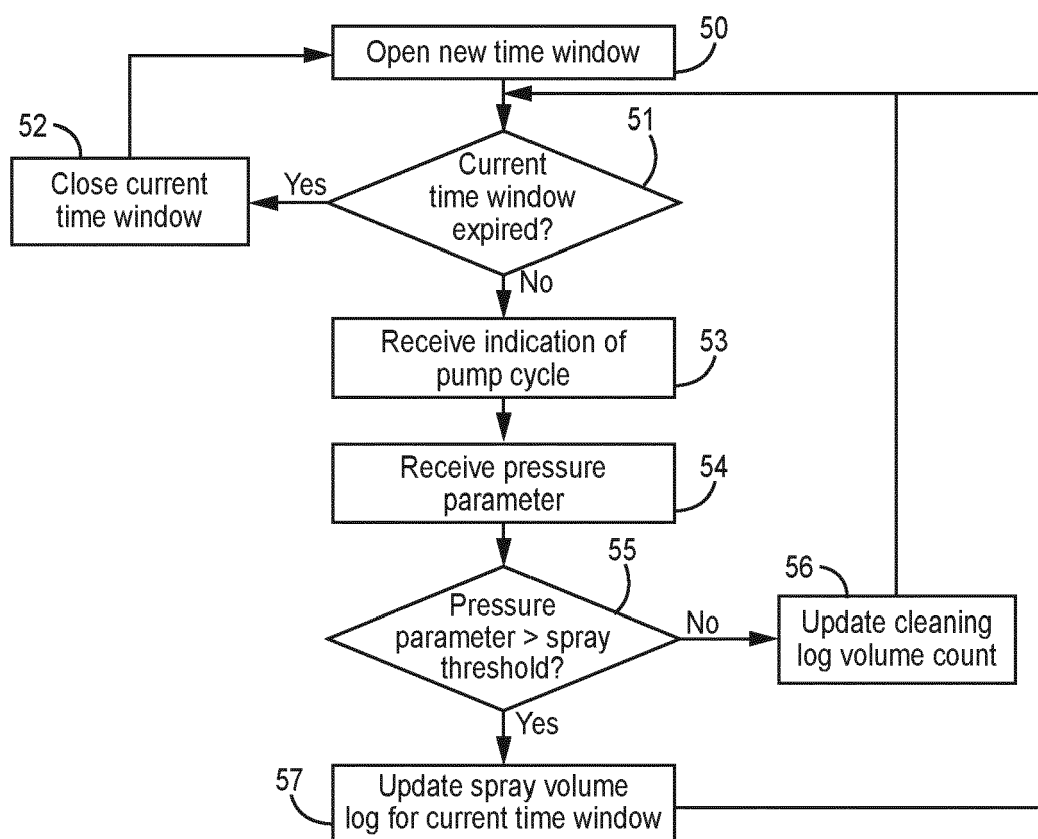 50
Open new time window
52
51
Close current
time window
Yes
Current
time window
expired?
No
Receive indication of
pump cycle
53
Receive pressure
parameter
54
55
56
Pressure
parameter > spray
threshold?
No
Update cleaning
log volume count
Yes
57
Update spray volume
log for current time window